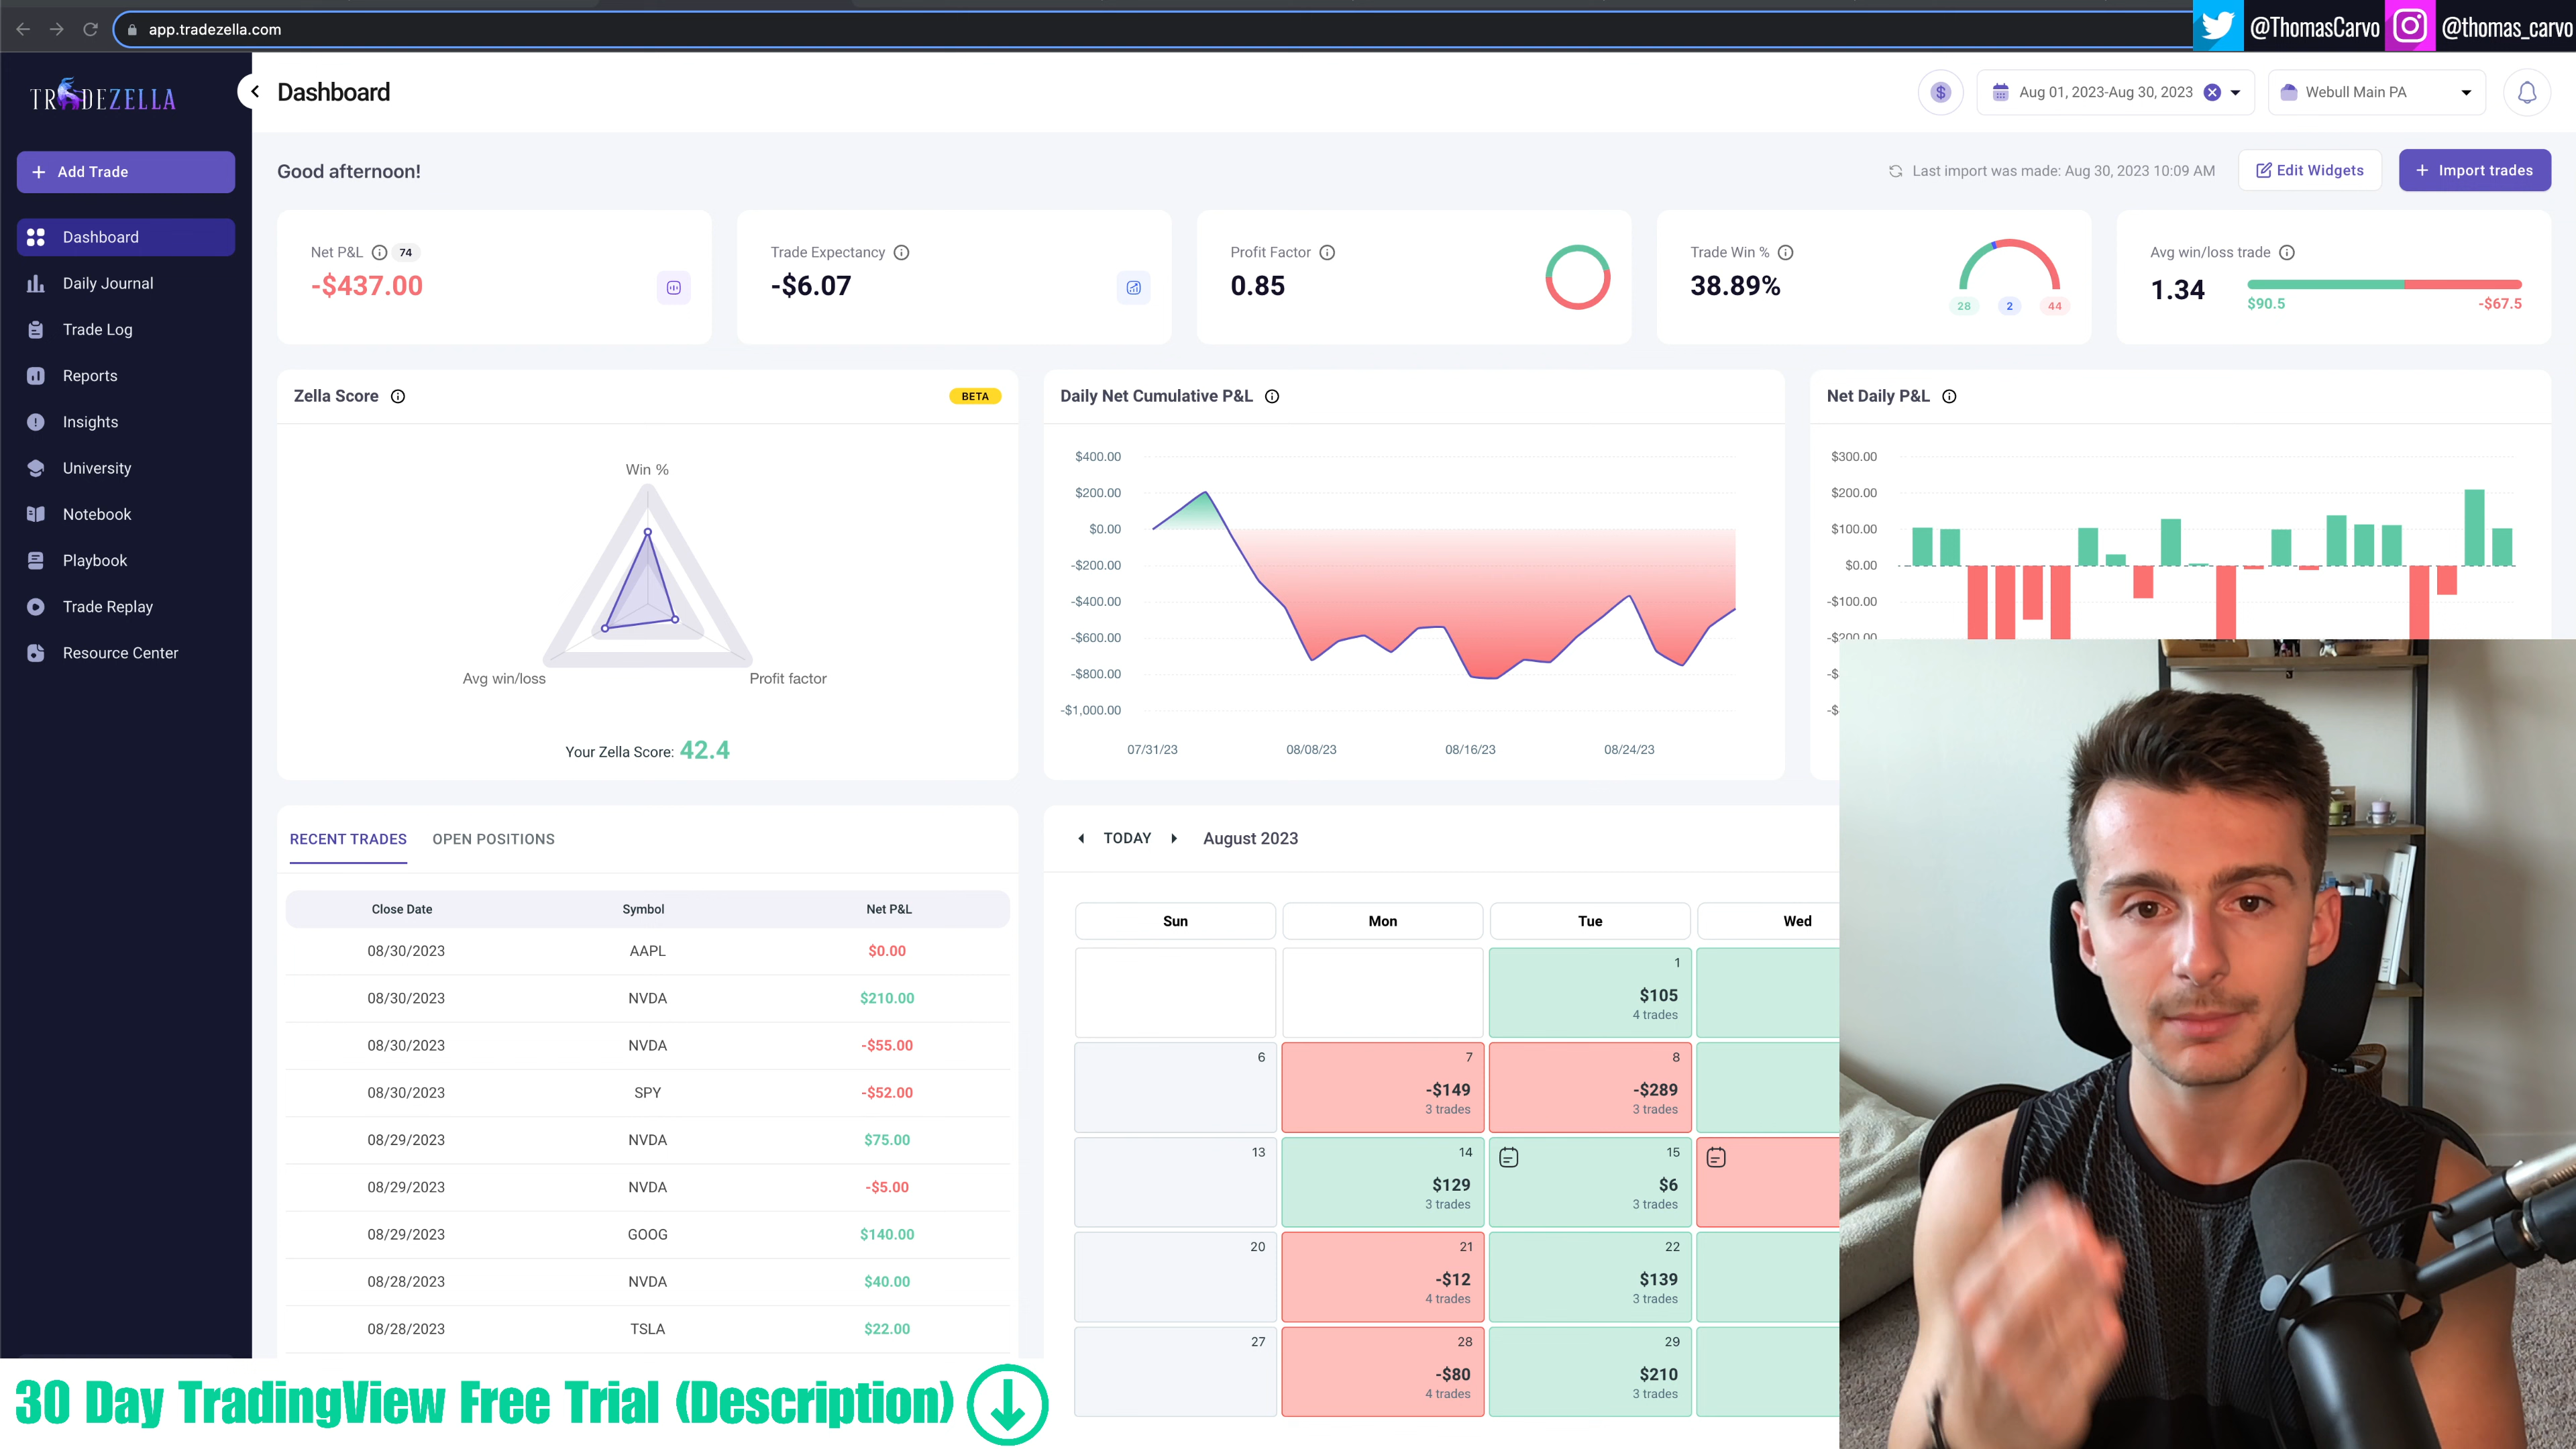 app.tradezella.com
@ThomasCarvo
@thomas_carvo
TRADEZELLA
Dashboard
Aug 01, 2023-Aug 30, 2023
Webull Main PA
Add Trade
Good afternoon!
Last import was made: Aug 30, 2023 10:09 AM
Edit Widgets
Import trades
Dashboard
Daily Journal
Trade Log
Reports
Insights
University
Notebook
Playbook
Trade Replay
Resource Center
Net P&L 74
-$437.00
Trade Expectancy
-$6.07
Profit Factor
0.85
Trade Win %
38.89%
28 2 44
Avg win/loss trade
1.34
$90.5 -$67.5
Zella Score
BETA
Win %
Avg win/loss
Profit factor
Your Zella Score: 42.4
Daily Net Cumulative P&L
$400.00
$200.00
$0.00
-$200.00
-$400.00
-$600.00
-$800.00
-$1,000.00
07/31/23 08/08/23 08/16/23 08/24/23
Net Daily P&L
$300.00
$200.00
$100.00
$0.00
-$100.00
-$200.00
-$
-$
RECENT TRADES OPEN POSITIONS
Close Date Symbol Net P&L
08/30/2023 AAPL $0.00
08/30/2023 NVDA $210.00
08/30/2023 NVDA -$55.00
08/30/2023 SPY -$52.00
08/29/2023 NVDA $75.00
08/29/2023 NVDA -$5.00
08/29/2023 GOOG $140.00
08/28/2023 NVDA $40.00
08/28/2023 TSLA $22.00
TODAY August 2023
Sun Mon Tue Wed
1
$105
4 trades
6 7 8
-$149 -$289
3 trades 3 trades
13 14 15
$129 $6
3 trades 3 trades
20 21 22
-$12 $139
4 trades 3 trades
27 28 29
-$80 $210
4 trades 3 trades
30 Day TradingView Free Trial (Description)